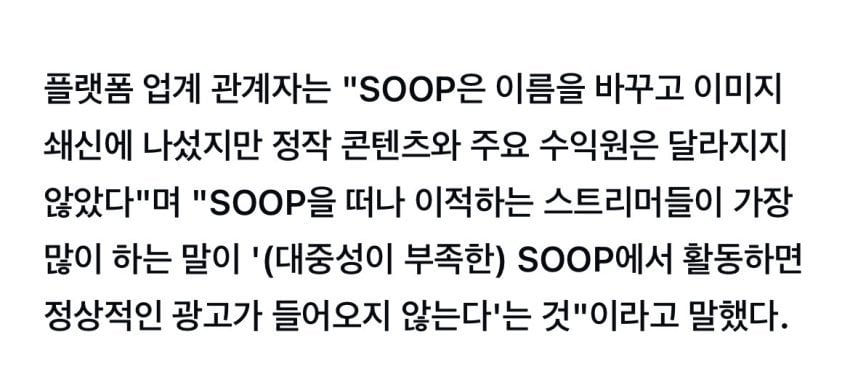 플랫폼 업계 관계자는 "SOOP은 이름을 바꾸고 이미지
쇄신에 나섰지만 정작 콘텐츠와 주요 수익원은 달라지지
않았다"며 "SOOP을 떠나 이적하는 스트리머들이 가장
많이 하는 말이 '(대중성이 부족한) SOOP에서 활동하면
정상적인 광고가 들어오지 않는다'는 것"이라고 말했다.